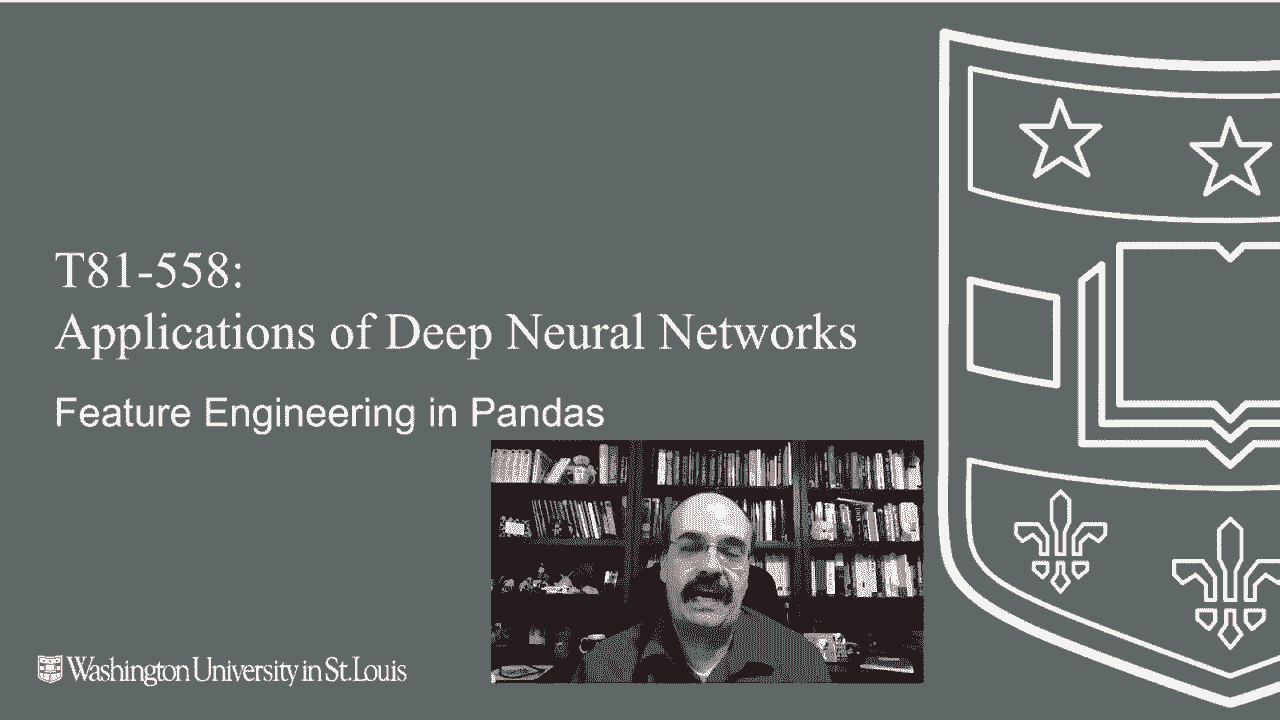 T81-558:
Applications of Deep Neural Networks
Feature Engineering in Pandas
Washington University in St. Louis